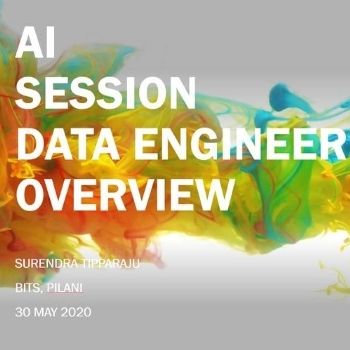 AI
SESSION
DATA ENGINEER
OVERVIEW
SURENDRA TIPPARAJU
BITS, PILANI
30 MAY 2020